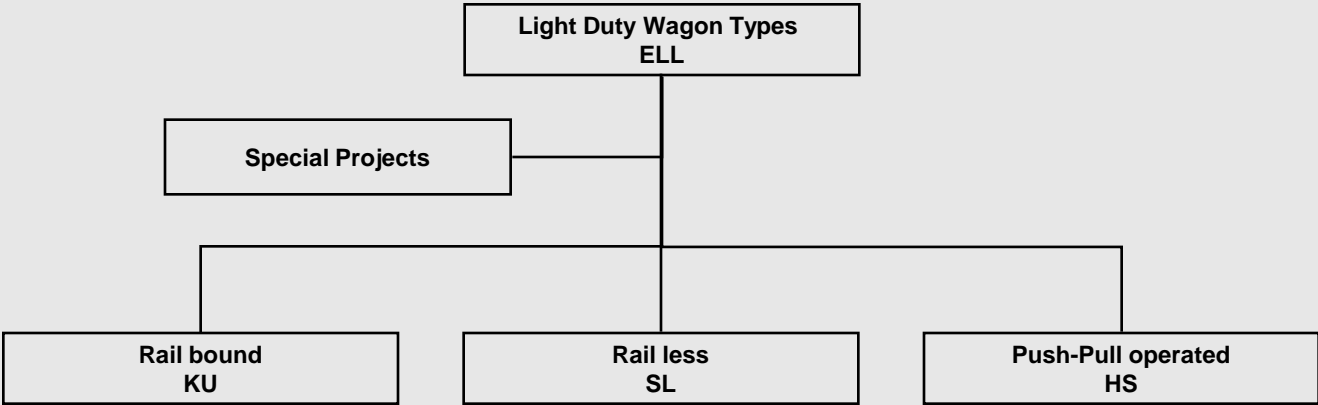 Light Duty Wagon Types
ELL
Special Projects
Rail bound
KU
Rail less
SL
Push-Pull operated
HS